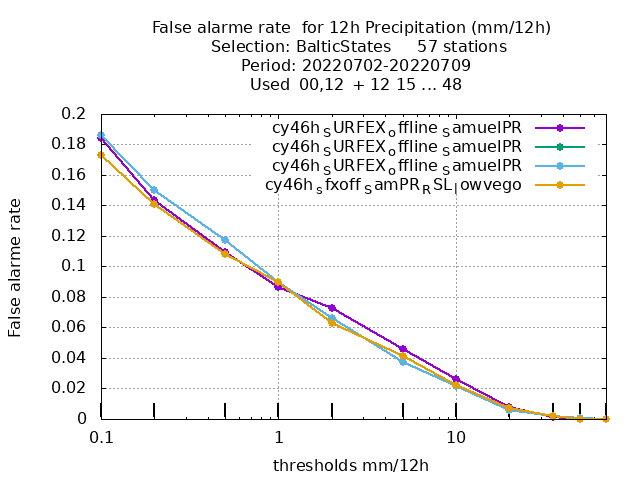 False alarme rate  for 12h Precipitation (mm/12h)
Selection: BalticStates     57 stations
Period: 20220702-20220709
Used  00,12  + 12 15 ... 48
cy46h_SURFEX_offline_SamuelPR
cy46h_SURFEX_offline_SamuelPR
cy46h_SURFEX_offline_SamuelPR
cy46h_sfxoff_SamPR_RSL_lowvego
0.2
0.18
0.16
0.14
0.12
0.1
0.08
0.06
0.04
0.02
0
False alarme rate
0.1 1 10
thresholds mm/12h